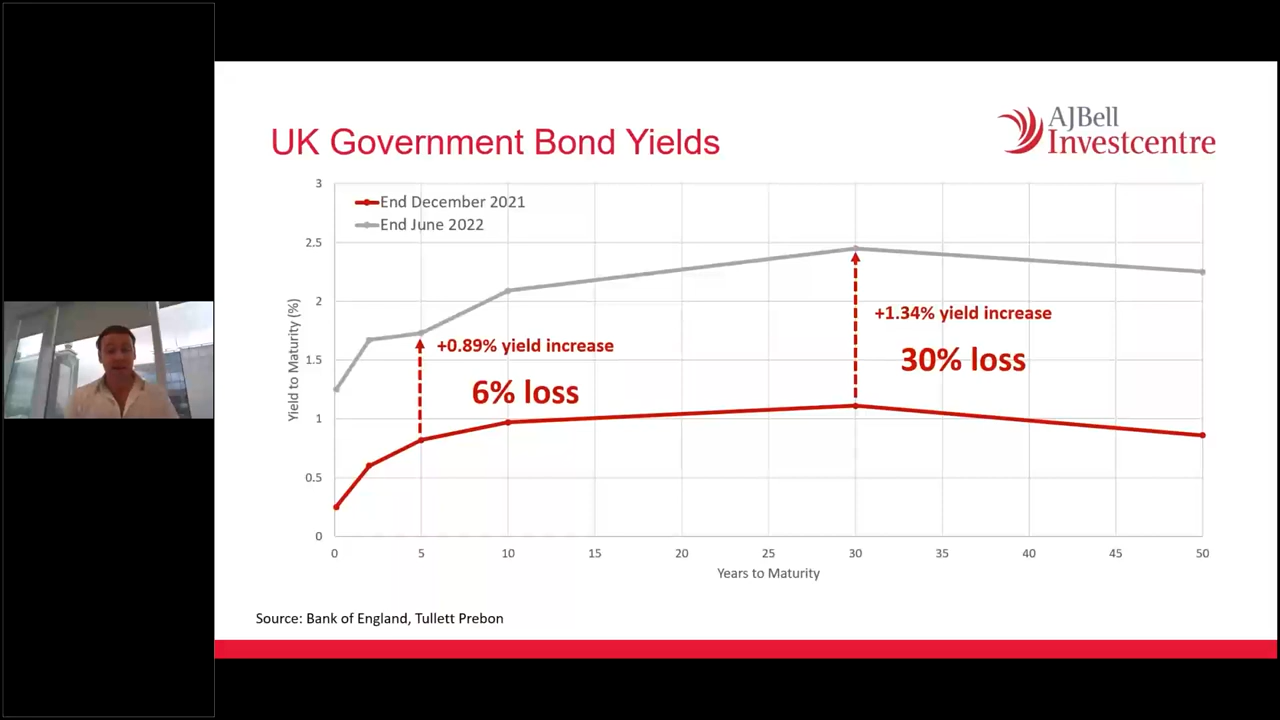 UK Government Bond Yields
AJBell
Investcentre
End December 2021
End June 2022
+0.89% yield increase
6% loss
+1.34% yield increase
30% loss
Yield to Maturity (%)
3
2.5
2
1.5
1
0.5
0
0 5 10 15 20 25 30 35 40 45 50
Years to Maturity
Source: Bank of England, Tullett Prebon